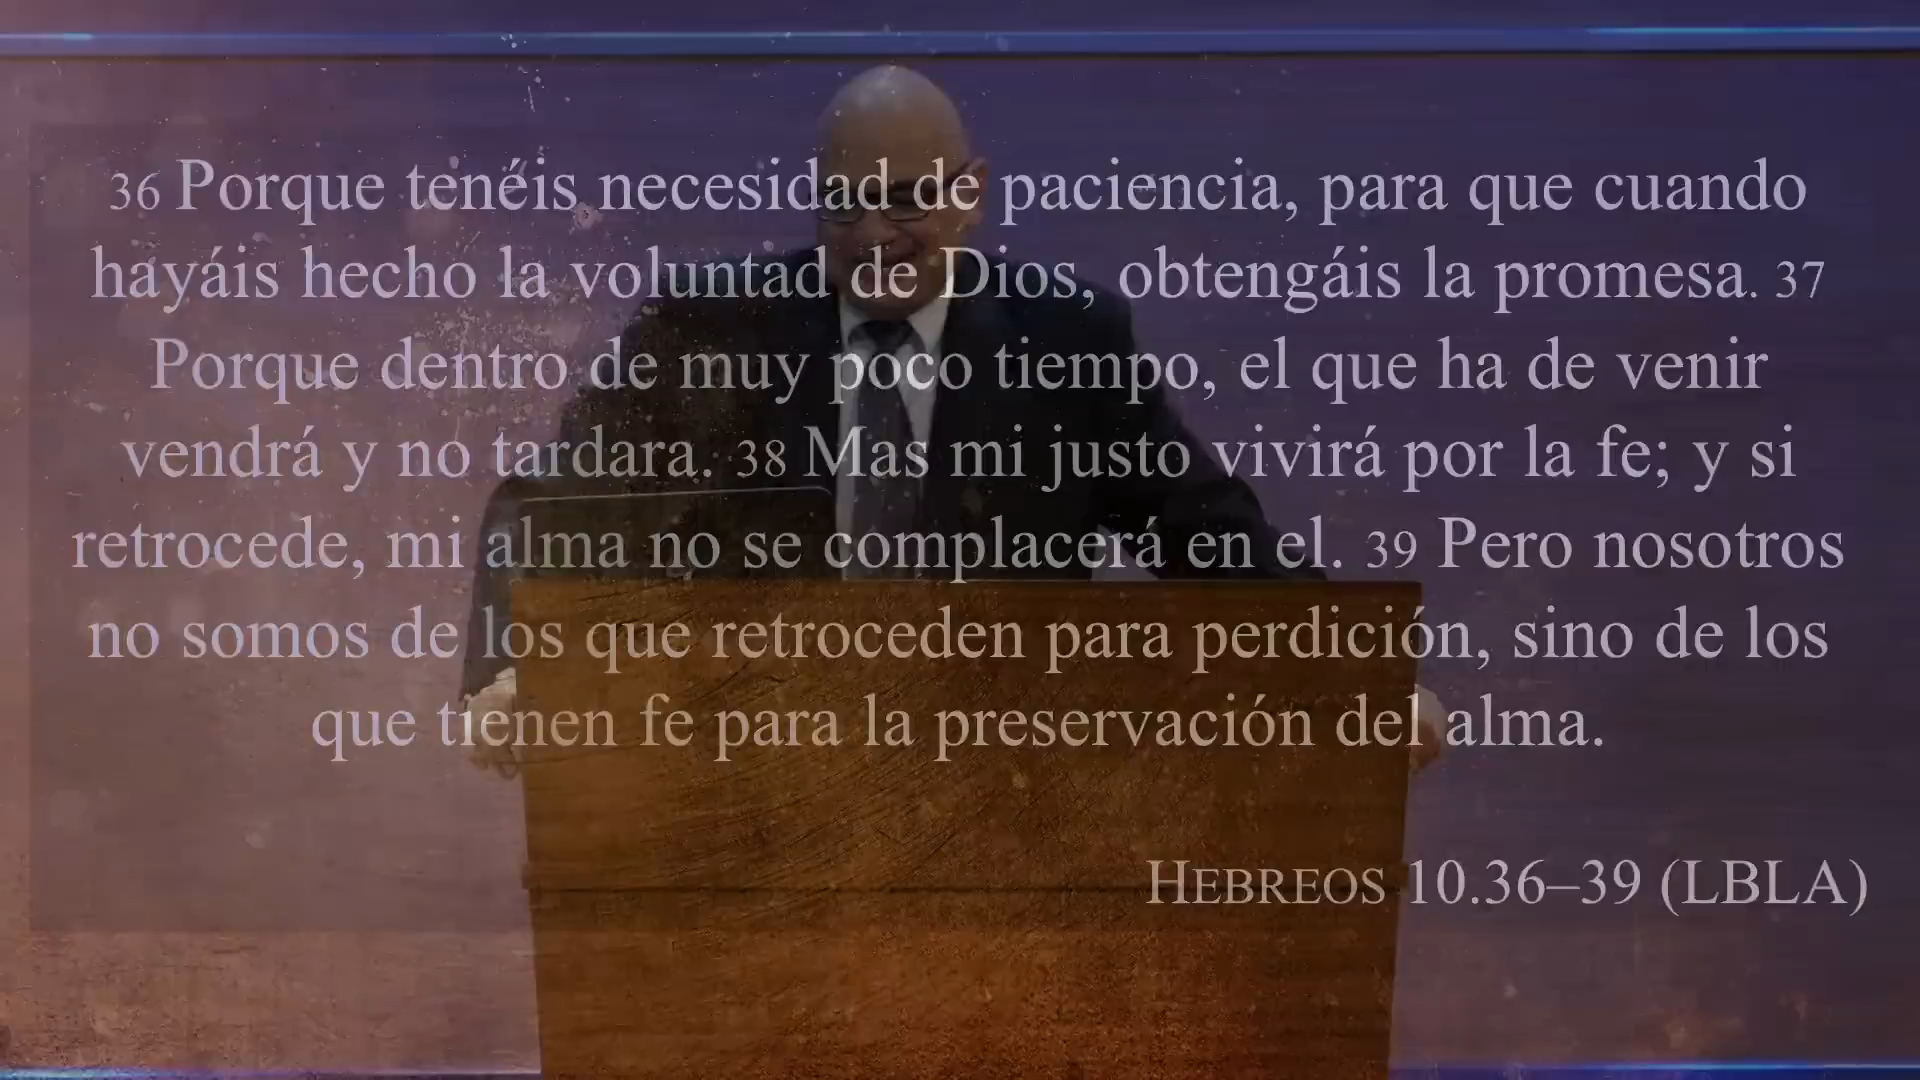 36 Porque tenéis necesidad de paciencia, para que cuando
hayáis hecho la voluntad de Dios, obtengáis la promesa. 37
Porque dentro de muy poco tiempo, el que ha de venir
vendrá y no tardara. 38 Mas mi justo vivirá por la fe; y si
retrocede, mi alma no se complacerá en el. 39 Pero nosotros
no somos de los que retroceden para perdición, sino de los
que tienen fe para la preservación del alma.
HEBREOS 10.36–39 (LBLA)